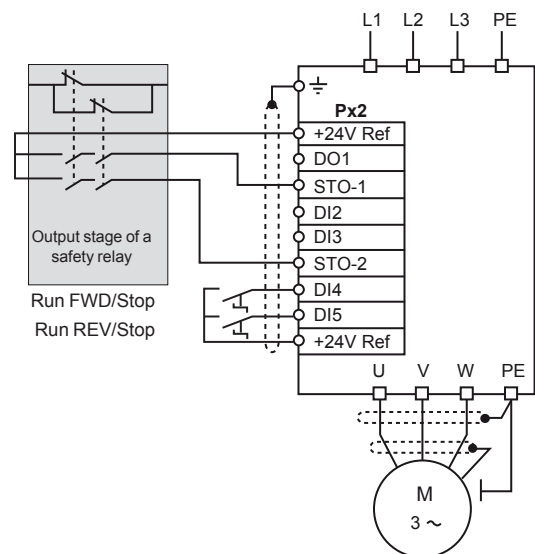 L1 L2 L3 PE
Px2
+24V Ref
DO1
STO-1
DI2
DI3
STO-2
DI4
DI5
+24V Ref
Output stage of a
safety relay
Run FWD/Stop
Run REV/Stop
U V W PE
M
3 ~